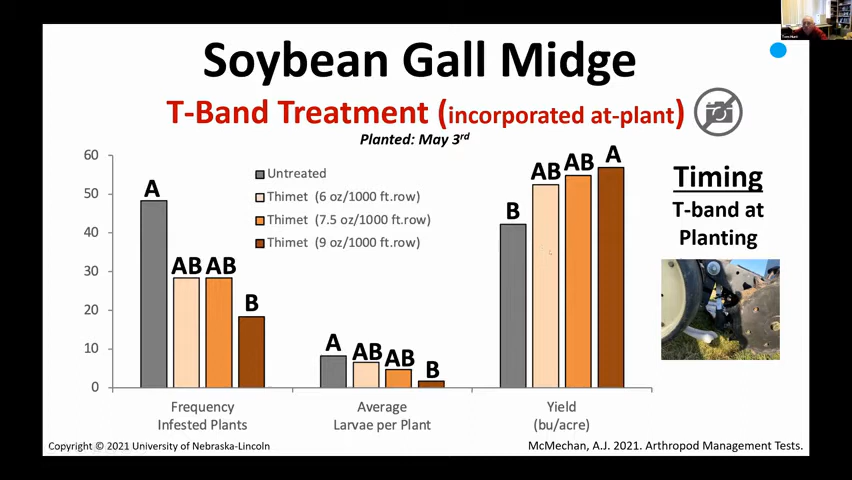 Soybean Gall Midge
T-Band Treatment (incorporated at-plant)
Planted: May 3rd
60
50
40
30
20
10
0
Untreated
Thimet (6 oz/1000 ft.row)
Thimet (7.5 oz/1000 ft.row)
Thimet (9 oz/1000 ft.row)
A
AB AB
B
A
AB
AB
B
B
AB
AB
A
Frequency
Infested Plants
Average
Larvae per Plant
Yield
(bu/acre)
Timing
T-band at
Planting
Copyright © 2021 University of Nebraska-Lincoln
McMechan, A.J. 2021. Arthropod Management Tests.